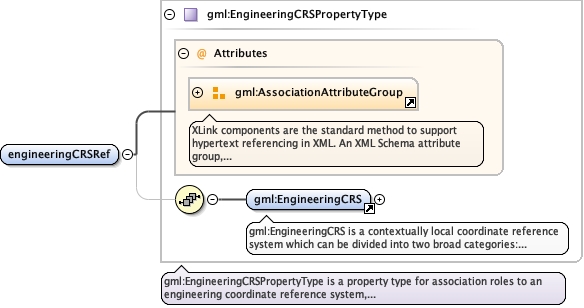 gml:EngineeringCRSPropertyType
@ Attributes
gml:AssociationAttributeGroup
XLink components are the standard method to support
hypertext referencing in XML. An XML Schema attribute
group,...
engineeringCRSRef
gml:EngineeringCRS
gml:EngineeringCRS is a contextually local coordinate reference
system which can be divided into two broad categories:...
gml:EngineeringCRSPropertyType is a property type for association roles to an
engineering coordinate reference system,...